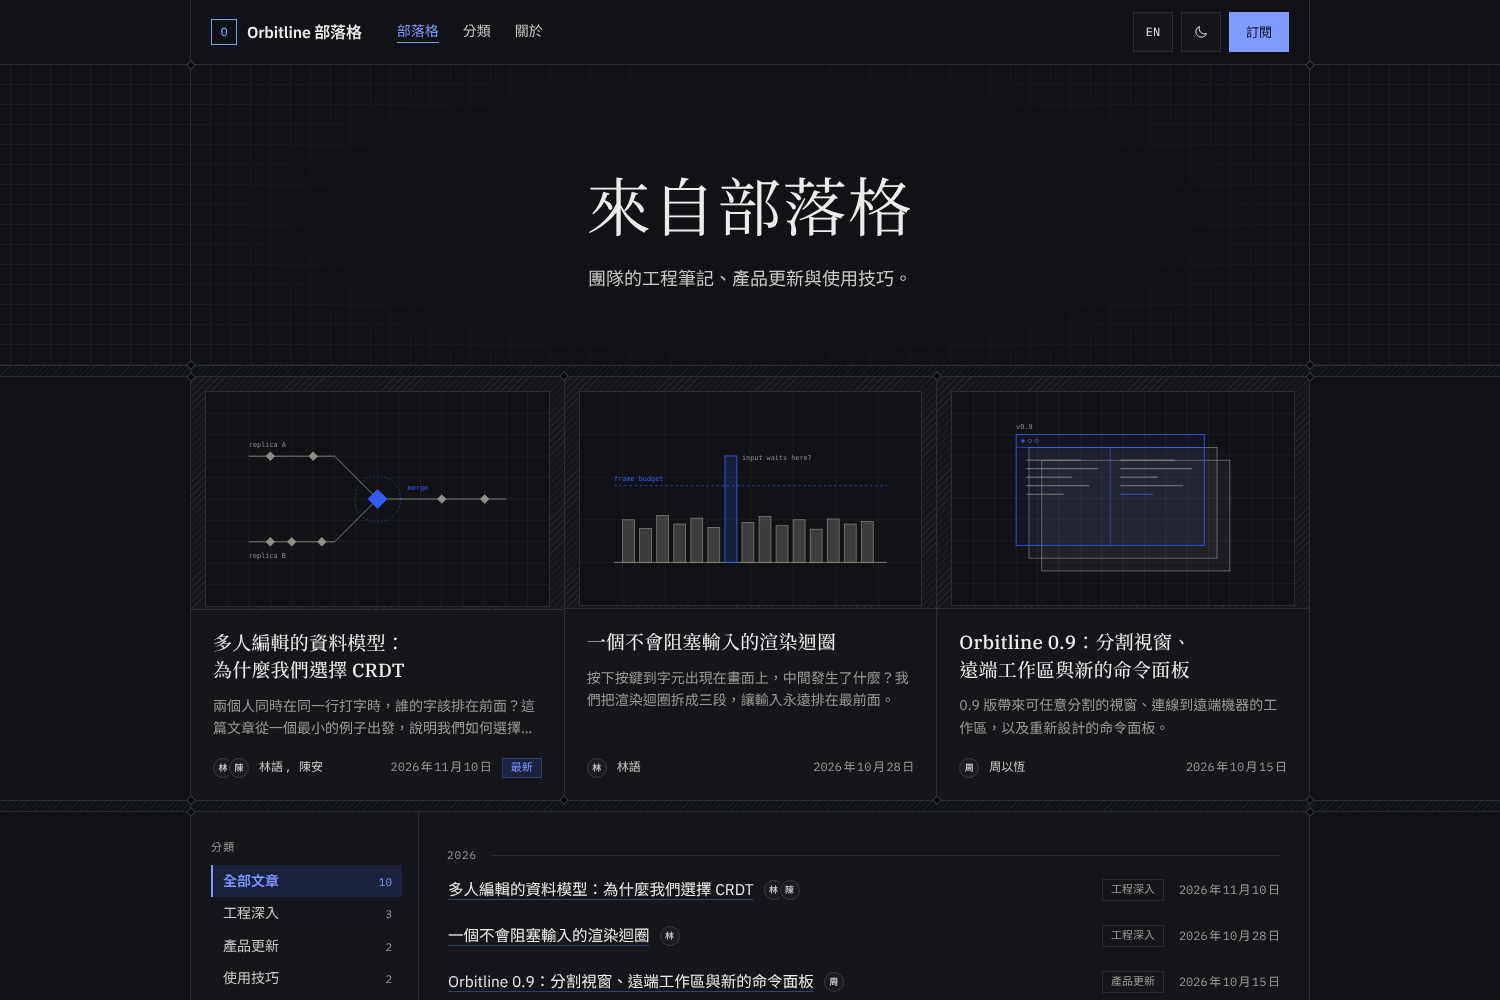 O Orbitline 部落格 部落格 分類 關於 EN 訂閱
來自部落格
團隊的工程筆記、產品更新與使用技巧。
replica A
merge
replica B
input waits here?
frame budget
v0.9
多人編輯的資料模型：
為什麼我們選擇 CRDT
兩個人同時在同一行打字時，誰的字該排在前面？這
篇文章從一個最小的例子出發，說明我們如何選擇…
林 陳 林語, 陳安 2026年11月10日 最新
一個不會阻塞輸入的渲染迴圈
按下按鍵到字元出現在畫面上，中間發生了什麼？我
們把渲染迴圈拆成三段，讓輸入永遠排在最前面。
林 林語 2026年10月28日
Orbitline 0.9：分割視窗、
遠端工作區與新的命令面板
0.9 版帶來可任意分割的視窗、連線到遠端機器的工
作區，以及重新設計的命令面板。
周 周以恆 2026年10月15日
分類
全部文章 10
工程深入 3
產品更新 2
使用技巧 2
2026
多人編輯的資料模型：為什麼我們選擇 CRDT 林 陳 工程深入 2026年11月10日
一個不會阻塞輸入的渲染迴圈 林 工程深入 2026年10月28日
Orbitline 0.9：分割視窗、遠端工作區與新的命令面板 周 產品更新 2026年10月15日